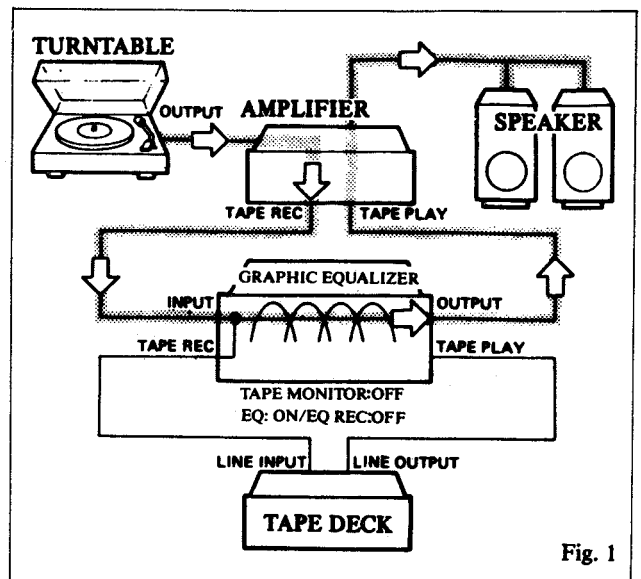 TURNTABLE
OUTPUT
AMPLIFIER
SPEAKER
TAPE REC
TAPE PLAY
GRAPHIC EQUALIZER
INPUT
OUTPUT
TAPE REC
TAPE PLAY
TAPE MONITOR:OFF
EQ: ON/EQ REC:OFF
LINE INPUT
LINE OUTPUT
TAPE DECK
Fig. 1